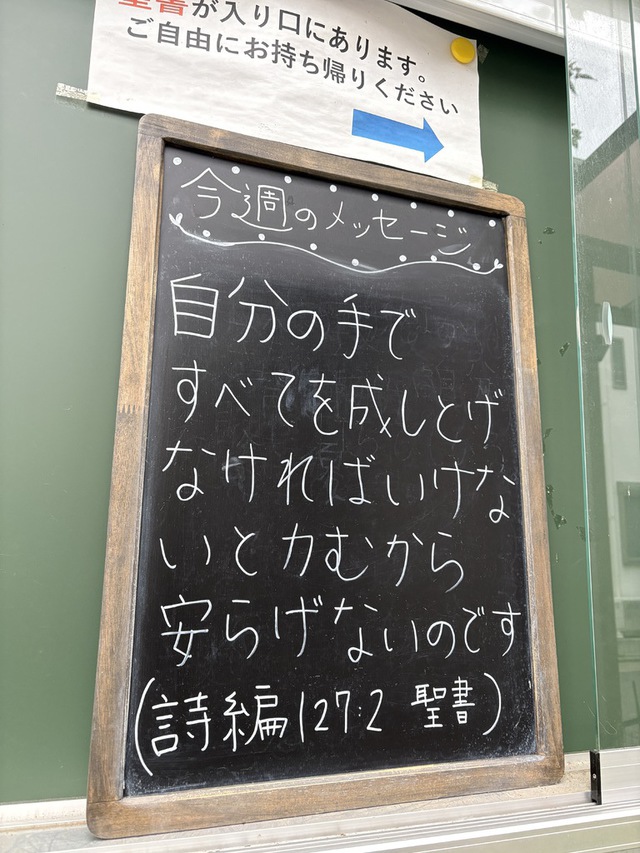 聖書が入り口にあります。
ご自由にお持ち帰りください
今週のメッセージ
自分の手で
すべてを成しとげ
なければいけな
いと力むから
安らげないのです
(詩編127:2 聖書)